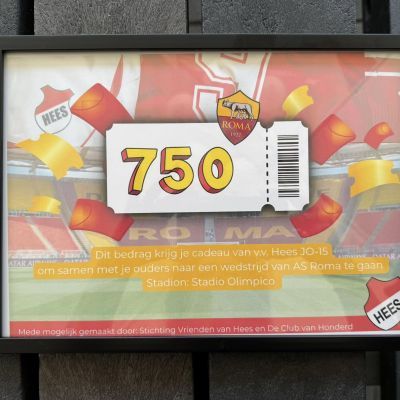 HEES
ROMA
1927
750
ROMA
Dit bedrag krijg je cadeau van v.v. Hees JO-15
om samen met je ouders naar een wedstrijd van AS Roma te gaan
Stadion: Stadio Olimpico
HEES
Mede mogelijk gemaakt door: Stichting Vrienden van Hees en De Club van Honderd